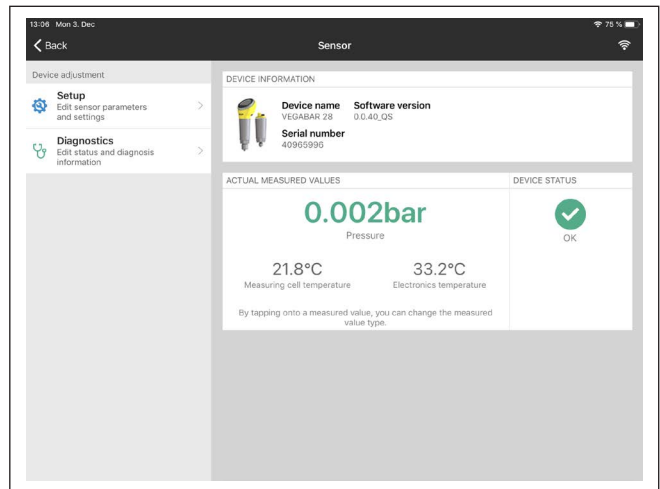 13:06 Mon 3. Dec
75 %
Back
Sensor
Device adjustment
Setup
Edit sensor parameters
and settings
Diagnostics
Edit status and diagnosis
information
DEVICE INFORMATION
Device name Software version
VEGABAR 28 0.0.40_QS
Serial number
40965996
ACTUAL MEASURED VALUES
DEVICE STATUS
0.002bar
Pressure
OK
21.8°C 33.2°C
Measuring cell temperature Electronics temperature
By tapping onto a measured value, you can change the measured
value type.